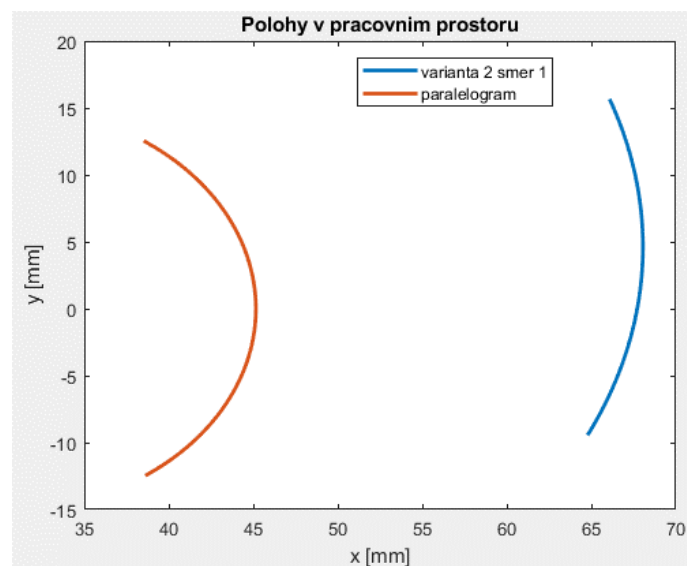 Polohy v pracovnim prostoru
varianta 2 smer 1
paralelogram
20
15
10
5
0
-5
-10
-15
y [mm]
35 40 45 50 55 60 65 70
x [mm]